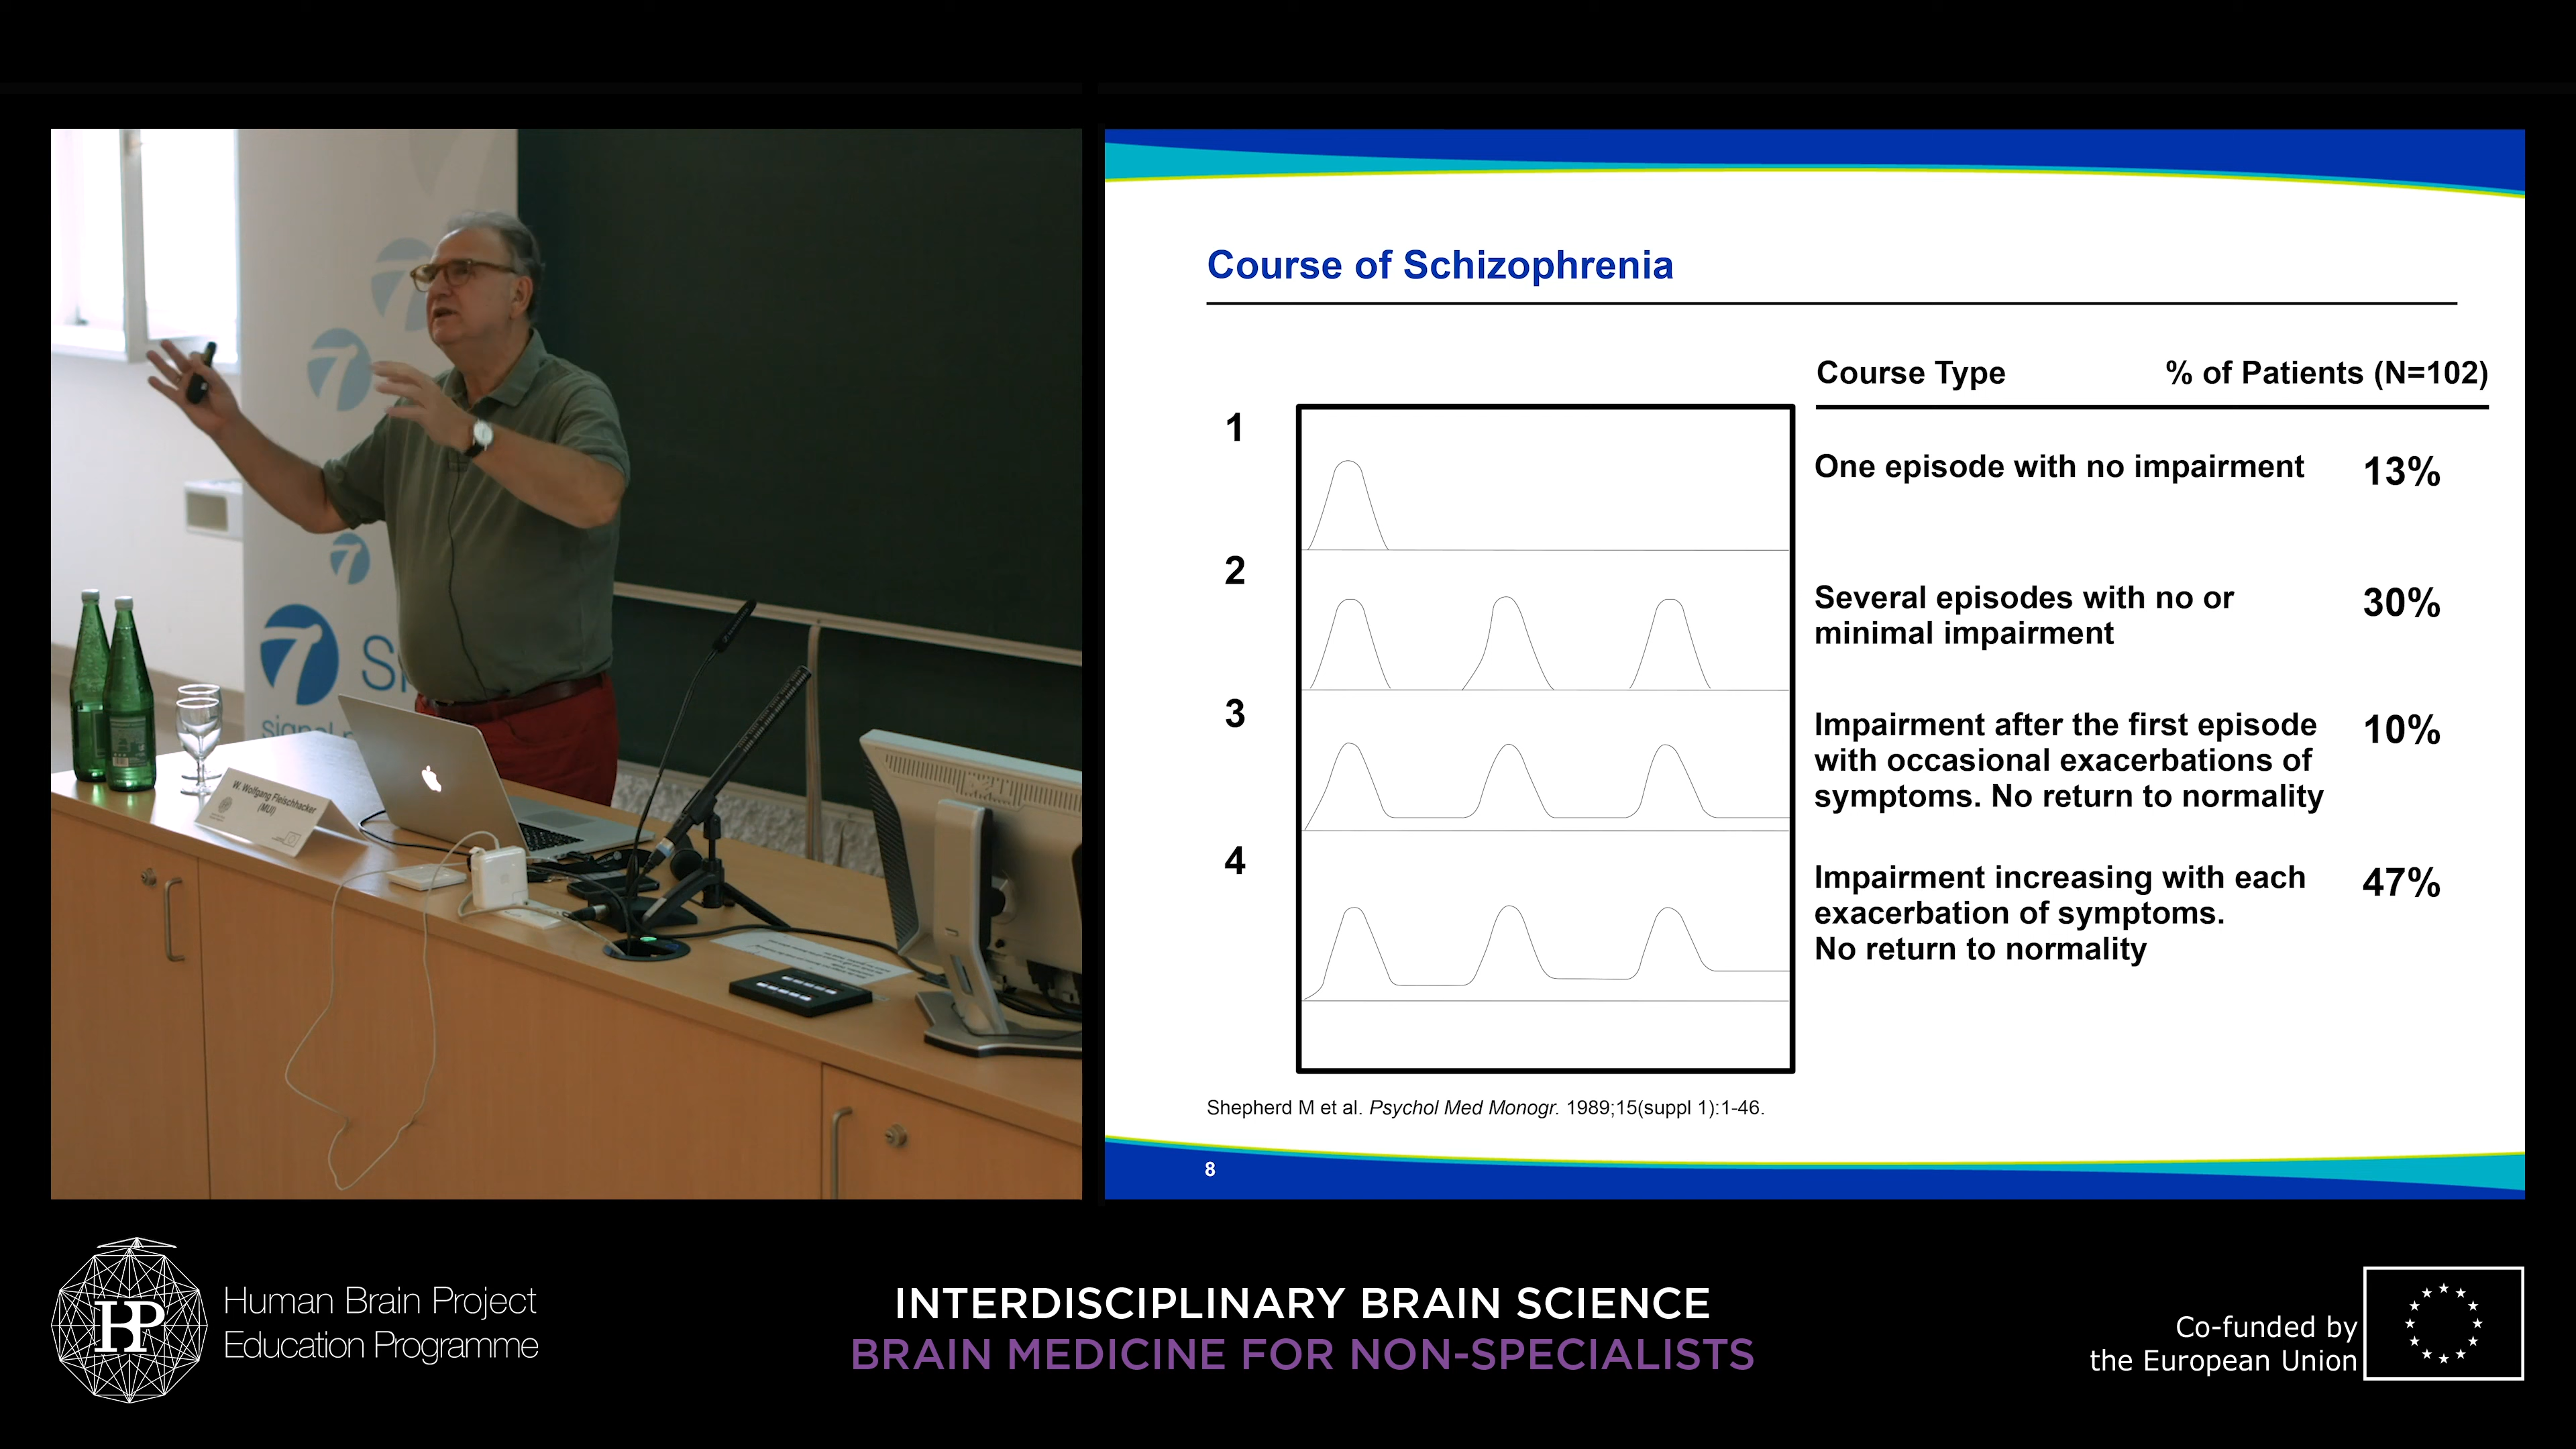 W. Wolfgang Fleischhacker
(MUI)
Course of Schizophrenia
Course Type % of Patients (N=102)
1
One episode with no impairment 13%
2
Several episodes with no or
minimal impairment
30%
3
Impairment after the first episode
with occasional exacerbations of
symptoms. No return to normality
10%
4
Impairment increasing with each
exacerbation of symptoms.
No return to normality
47%
Shepherd M et al. Psychol Med Monogr. 1989;15(suppl 1):1-46.
8
HBP
Human Brain Project
Education Programme
INTERDISCIPLINARY BRAIN SCIENCE
BRAIN MEDICINE FOR NON-SPECIALISTS
Co-funded by
the European Union